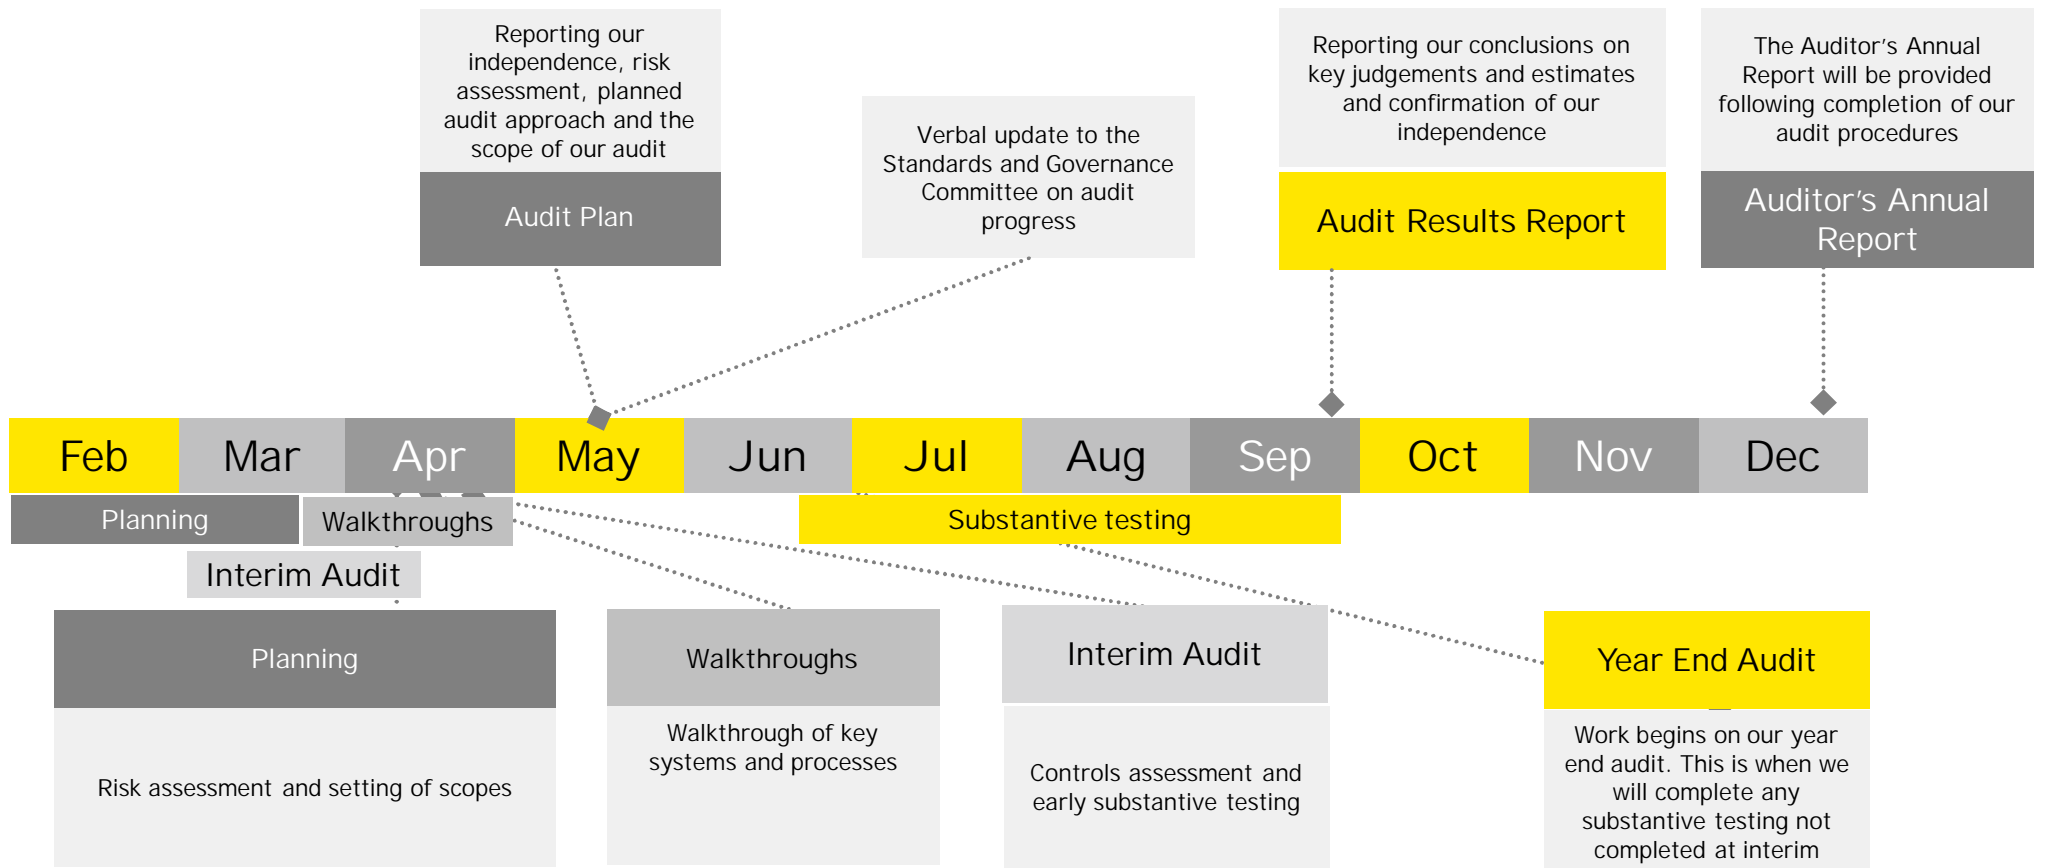 Reporting our
independence, risk
assessment, planned
audit approach and the
scope of our audit
Audit Plan
Verbal update to the
Standards and Governance
Committee on audit
progress
Reporting our conclusions on
key judgements and estimates
and confirmation of our
independence
Audit Results Report
The Auditor’s Annual
Report will be provided
following completion of our
audit procedures
Auditor’s Annual
Report
Feb
Mar
Apr
May
Jun
Jul
Aug
Sep
Oct
Nov
Dec
Planning
Walkthroughs
Substantive testing
Interim Audit
Planning
Risk assessment and setting of scopes
Walkthroughs
Walkthrough of key
systems and processes
Interim Audit
Controls assessment and
early substantive testing
Year End Audit
Work begins on our year
end audit. This is when we
will complete any
substantive testing not
completed at interim